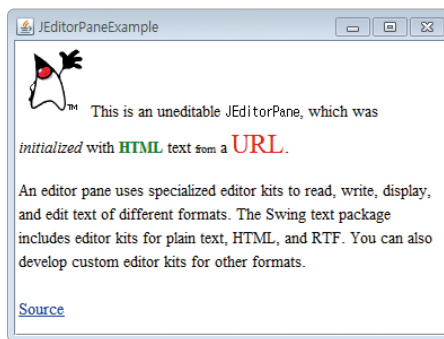 JEditorPaneExample
TM This is an uneditable JEditorPane, which was
initialized with HTML text from a URL.
An editor pane uses specialized editor kits to read, write, display,
and edit text of different formats. The Swing text package
includes editor kits for plain text, HTML, and RTF. You can also
develop custom editor kits for other formats.
Source